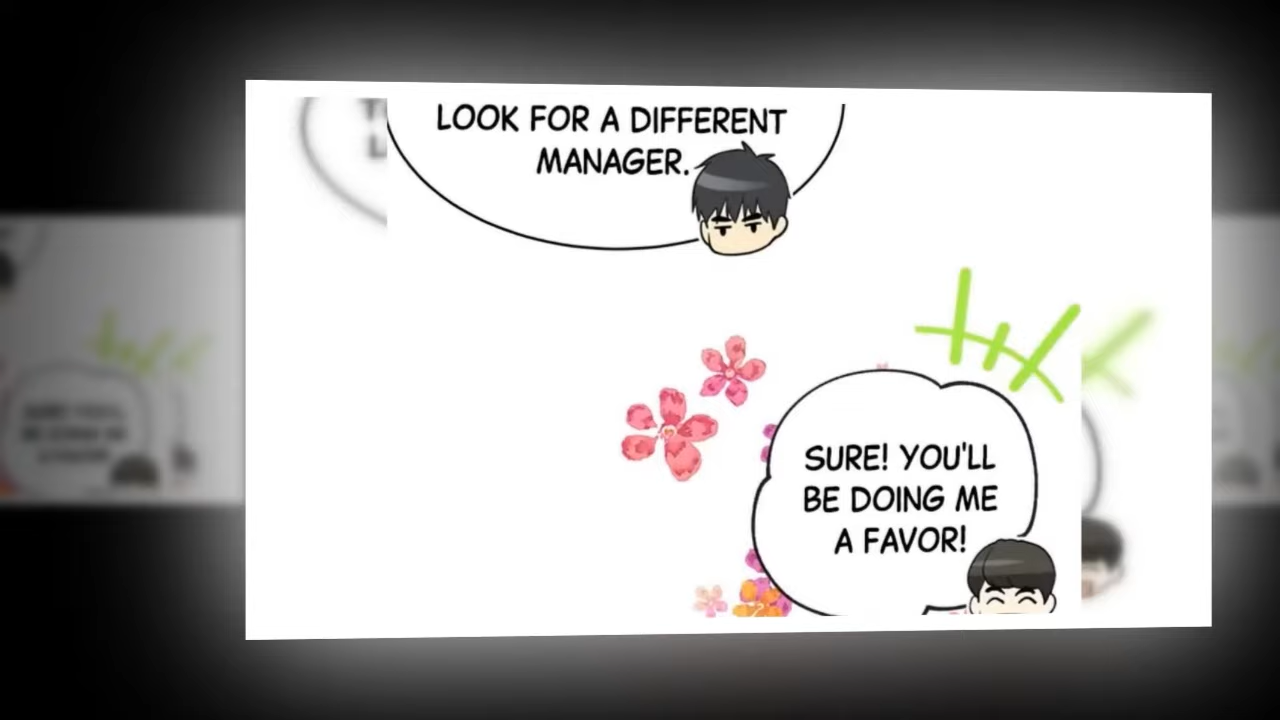 LOOK FOR A DIFFERENT
MANAGER.
SURE! YOU'LL
BE DOING ME
A FAVOR!